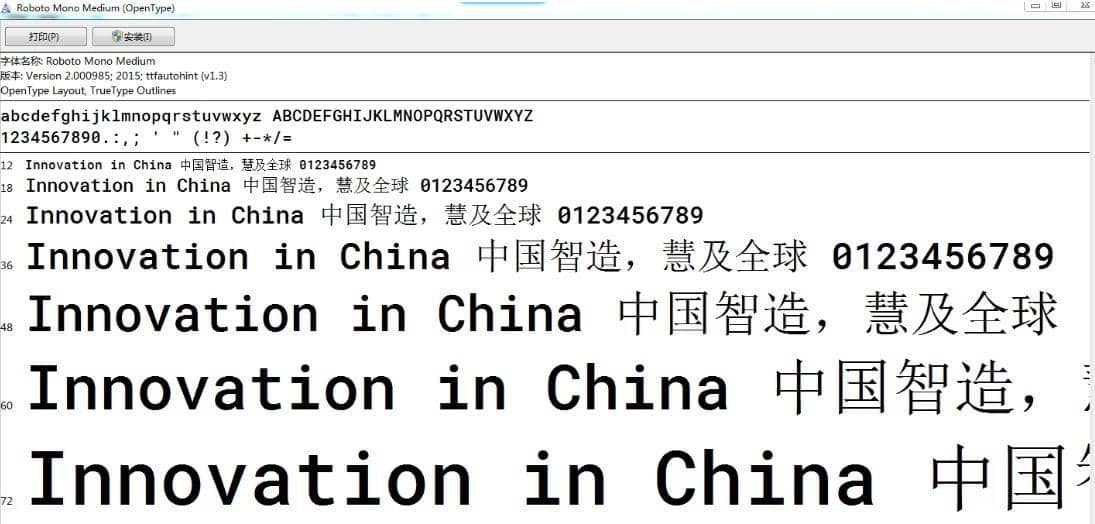 Roboto Mono Medium (OpenType)
打印(P) 安装(I)
字体名称: Roboto Mono Medium
版本: Version 2.000985; 2015; ttfautohint (v1.3)
OpenType Layout, TrueType Outlines
abcdefghijklmnopqrstuvwxyz ABCDEFGHIJKLMNOPQRSTUVWXYZ
1234567890.:,; ' " (!?) +-*/=
12 Innovation in China 中国智造，慧及全球 0123456789
18 Innovation in China 中国智造，慧及全球 0123456789
24 Innovation in China 中国智造，慧及全球 0123456789
36 Innovation in China 中国智造，慧及全球 0123456789
48 Innovation in China 中国智造，慧及全球
60 Innovation in China 中国智造，
72 Innovation in China 中国